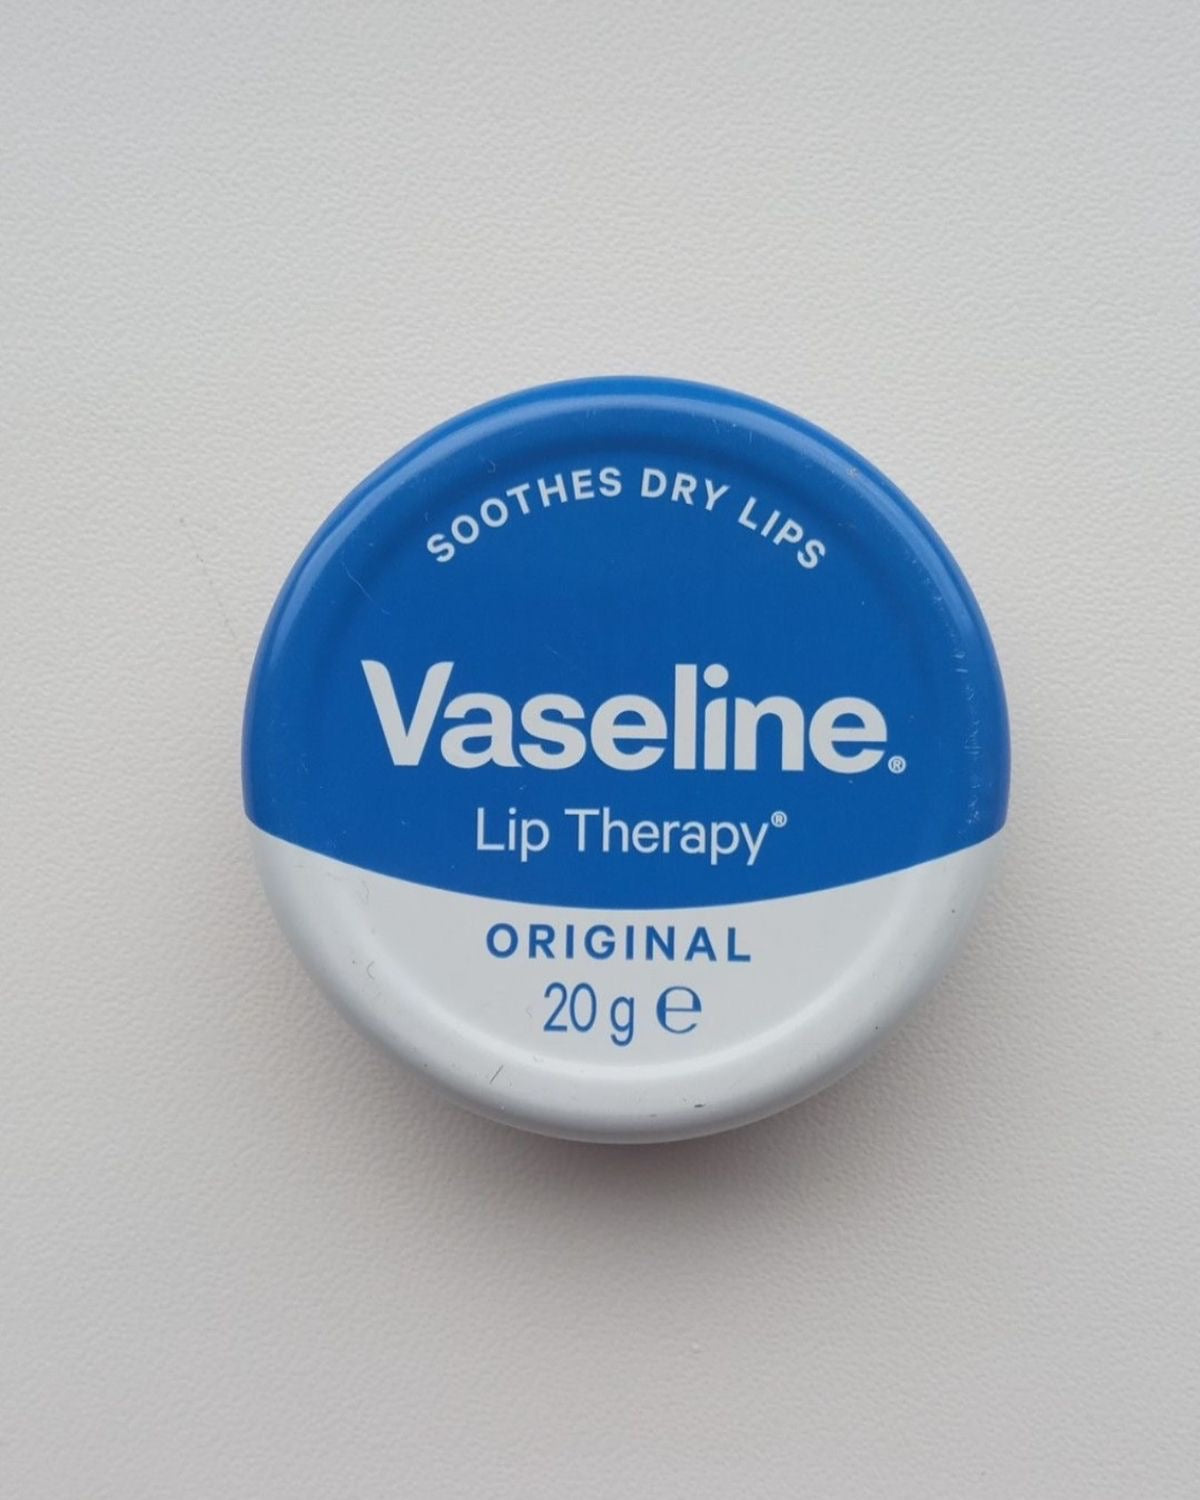 SOOTHES DRY LIPS
Vaseline®
Lip Therapy®
ORIGINAL
20 g ℮